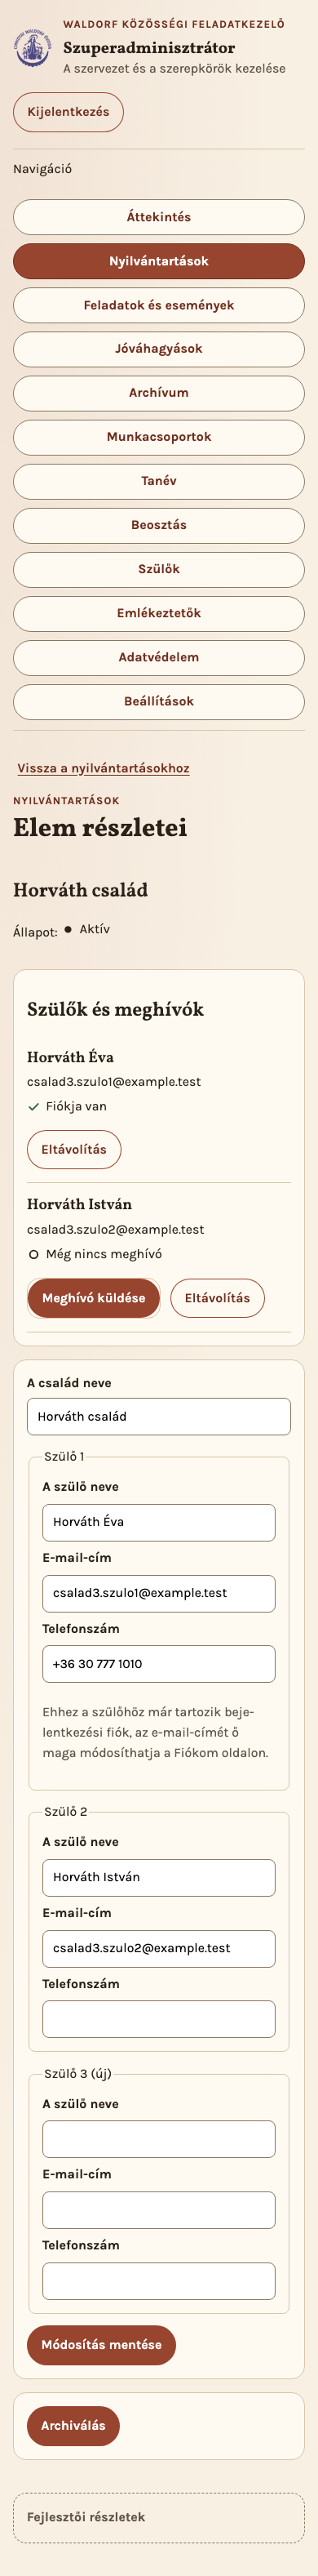 WALDORF KÖZÖSSÉGI FELADATKEZELŐ
Szuperadminisztrátor
A szervezet és a szerepkörök kezelése
Kijelentkezés
Navigáció
Áttekintés
Nyilvántartások
Feladatok és események
Jóváhagyások
Archívum
Munkacsoportok
Tanév
Beosztás
Szülők
Emlékeztetők
Adatvédelem
Beállítások
Vissza a nyilvántartásokhoz
NYILVÁNTARTÁSOK
Elem részletei
Horváth család
Állapot: Aktív
Szülők és meghívók
Horváth Éva
csalad3.szulo1@example.test
Fiókja van
Eltávolítás
Horváth István
csalad3.szulo2@example.test
Még nincs meghívó
Meghívó küldése Eltávolítás
A család neve
Horváth család
Szülő 1
A szülő neve
Horváth Éva
E-mail-cím
csalad3.szulo1@example.test
Telefonszám
+36 30 777 1010
Ehhez a szülőhöz már tartozik beje-
lentkezési fiók, az e-mail-címét ő
maga módosíthatja a Fiókom oldalon.
Szülő 2
A szülő neve
Horváth István
E-mail-cím
csalad3.szulo2@example.test
Telefonszám
Szülő 3 (új)
A szülő neve
E-mail-cím
Telefonszám
Módosítás mentése
Archiválás
Fejlesztői részletek